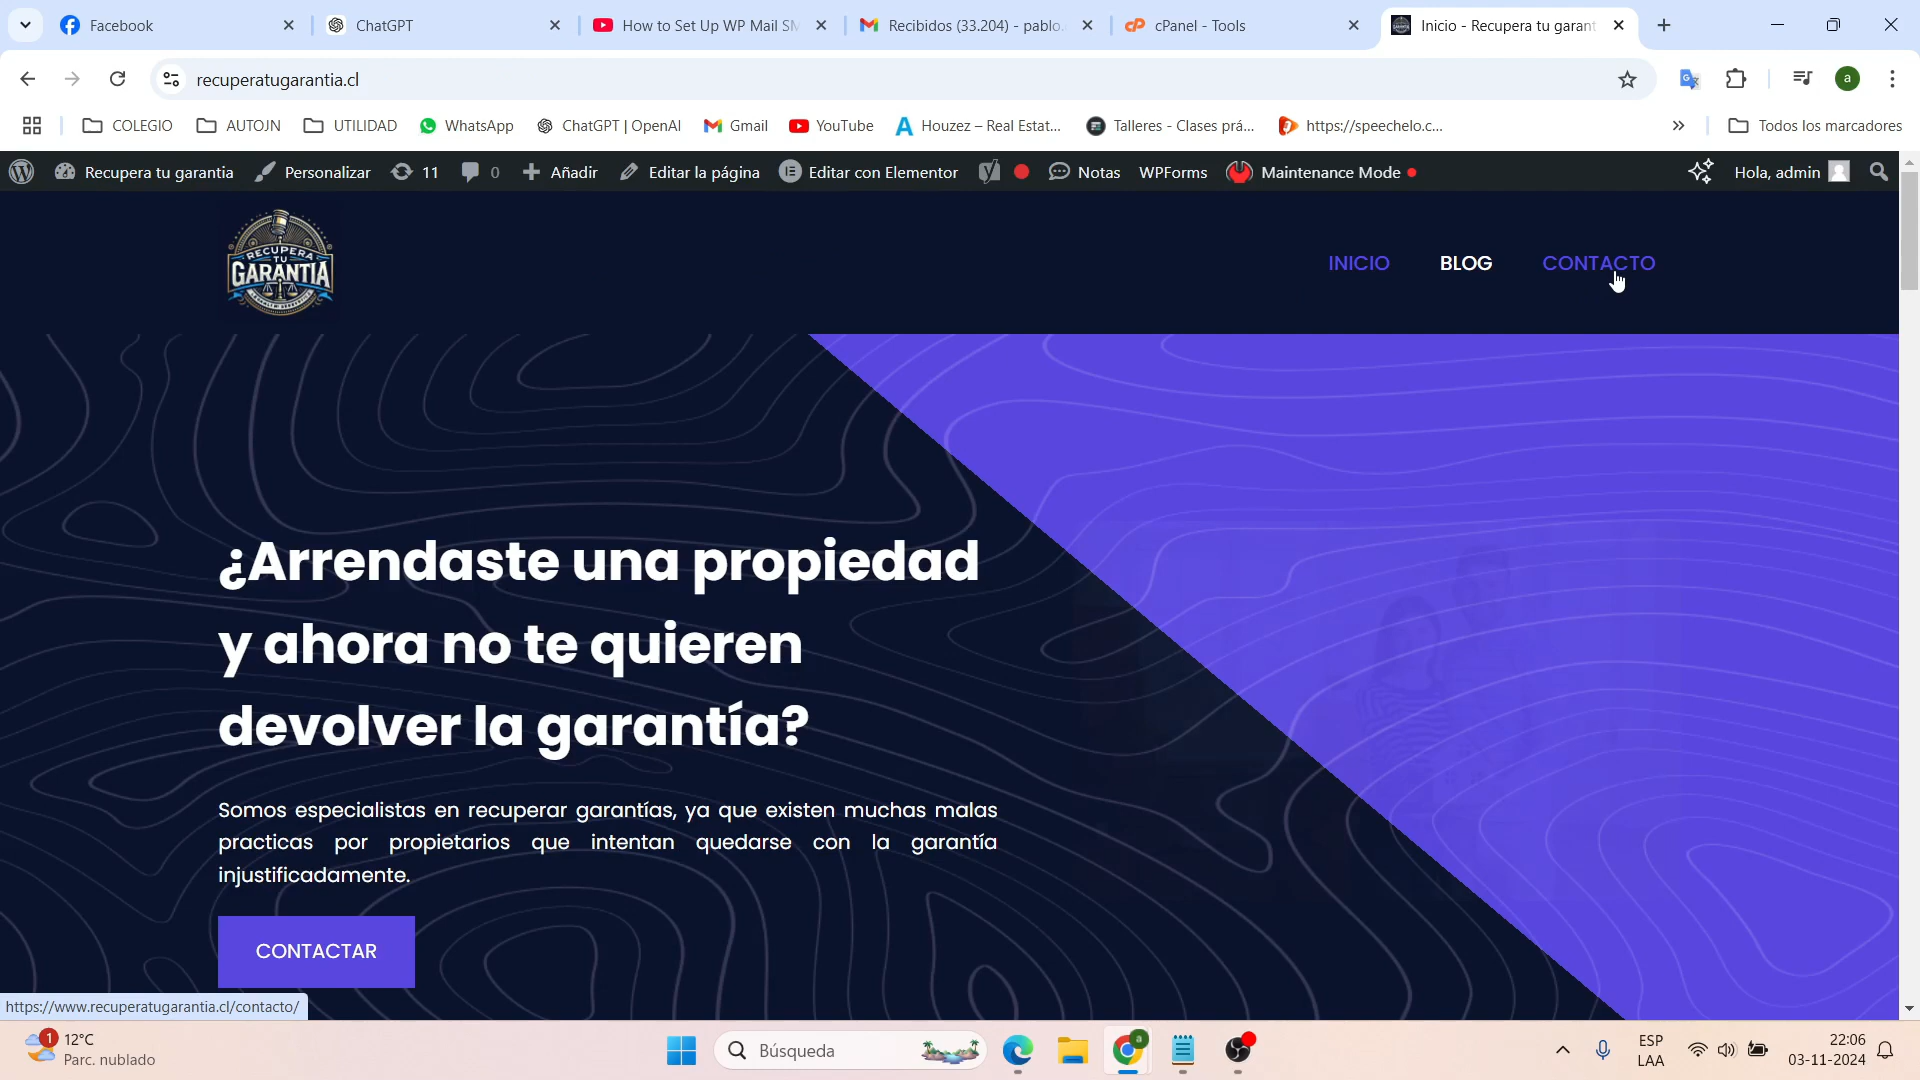 Facebook
ChatGPT
How to Set Up WP Mail SM
Recibidos (33.204) - pablo.
cPanel - Tools
Inicio - Recupera tu garant
recuperatugarantia.cl
COLEGIO
AUTOJN
UTILIDAD
WhatsApp
ChatGPT | OpenAI
Gmail
YouTube
Houzez – Real Estat...
Talleres - Clases prá...
https://speechelo.c...
Todos los marcadores
Recupera tu garantia
Personalizar
11
0
Añadir
Editar la página
Editar con Elementor
Notas
WPForms
Maintenance Mode
Hola, admin
RECUPERA
TU
GARANTIA
INICIO
BLOG
CONTACTO
¿Arrendaste una propiedad
y ahora no te quieren
devolver la garantía?
Somos especialistas en recuperar garantías, ya que existen muchas malas
practicas por propietarios que intentan quedarse con la garantía
injustificadamente.
CONTACTAR
https://www.recuperatugarantia.cl/contacto/
1
12°C
Parc. nublado
Búsqueda
ESP
LAA
22:06
03-11-2024